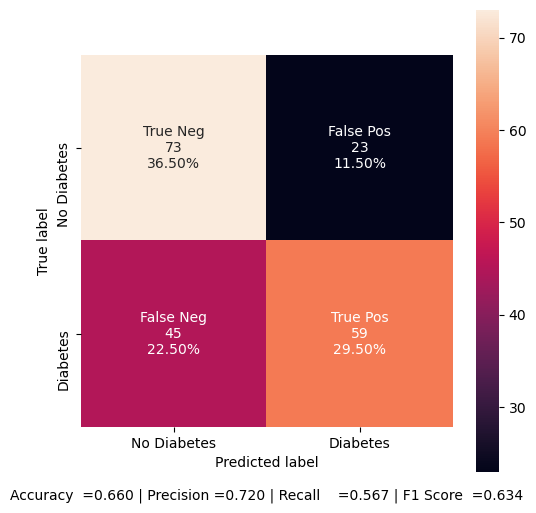 True Neg
73
36.50%
False Pos
23
11.50%
False Neg
45
22.50%
True Pos
59
29.50%
No Diabetes
Diabetes
True label
No Diabetes
Diabetes
Predicted label
70
60
50
40
30
Accuracy  =0.660 | Precision =0.720 | Recall    =0.567 | F1 Score  =0.634